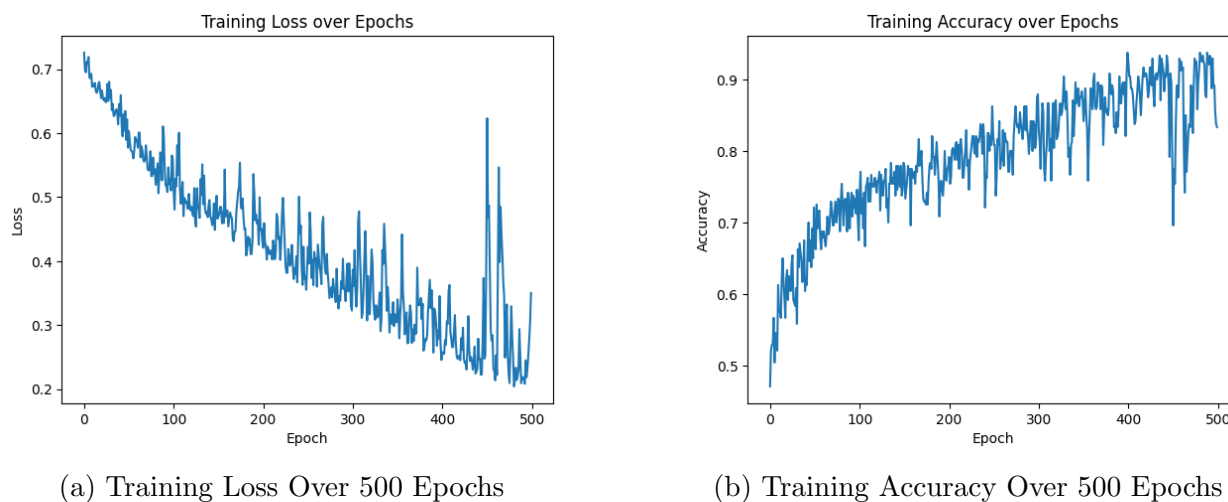 Training Loss over Epochs
0.7
0.6
0.5
0.4
0.3
0.2
Loss
0 100 200 300 400 500
Epoch
(a) Training Loss Over 500 Epochs
Training Accuracy over Epochs
0.9
0.8
0.7
0.6
0.5
Accuracy
0 100 200 300 400 500
Epoch
(b) Training Accuracy Over 500 Epochs